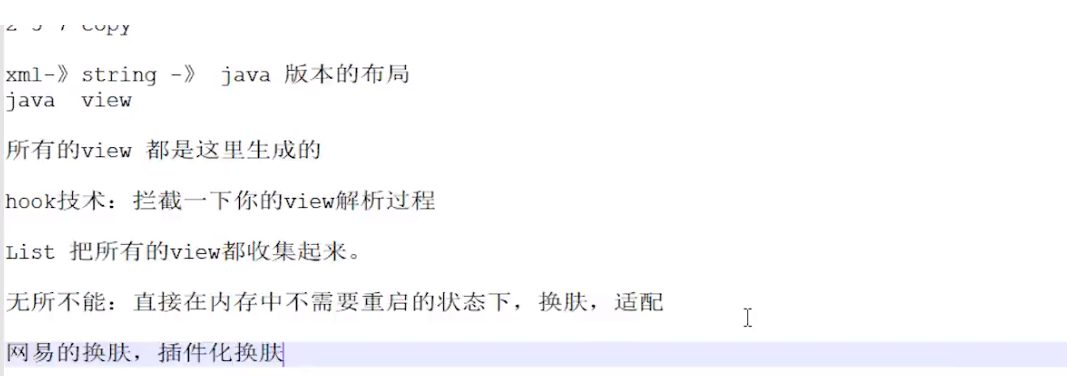 2 5 7 copy
xml-》string -》 java 版本的布局
java view
所有的view 都是这里生成的
hook技术：拦截一下你的view解析过程
List 把所有的view都收集起来。
无所不能：直接在内存中不需要重启的状态下，换肤，适配
网易的换肤，插件化换肤